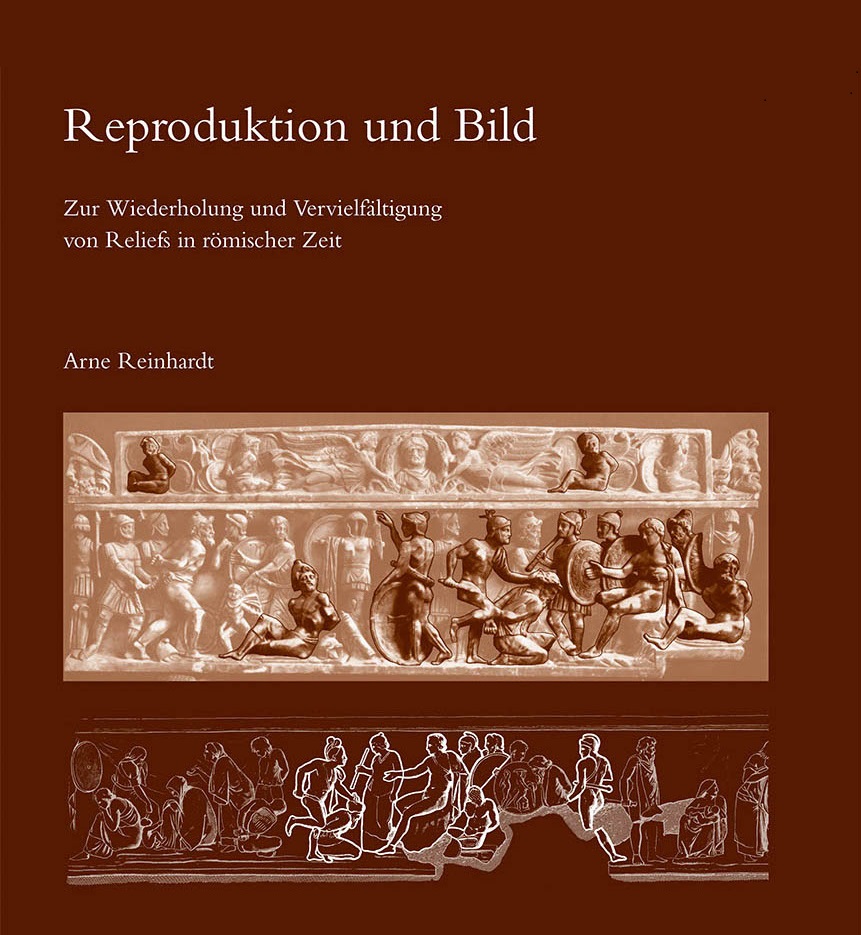 Reproduktion und Bild
Zur Wiederholung und Vervielfältigung
von Reliefs in römischer Zeit
Arne Reinhardt